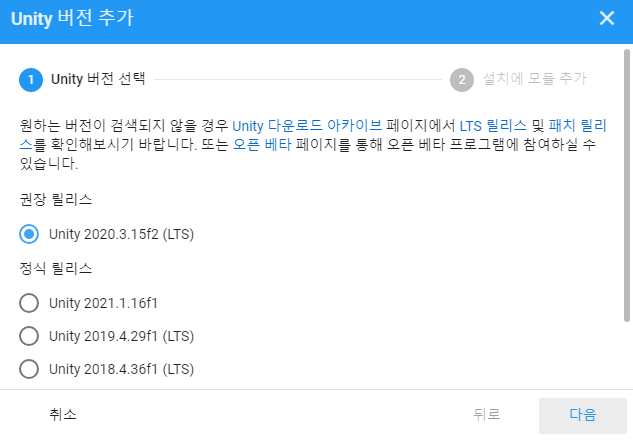 Unity 버전 추가
1 Unity 버전 선택 2 설치에 모듈 추가
원하는 버전이 검색되지 않을 경우 Unity 다운로드 아카이브 페이지에서 LTS 릴리스 및 패치 릴리
스를 확인해보시기 바랍니다. 또는 오픈 베타 페이지를 통해 오픈 베타 프로그램에 참여하실 수
있습니다.
권장 릴리스
Unity 2020.3.15f2 (LTS)
정식 릴리스
Unity 2021.1.16f1
Unity 2019.4.29f1 (LTS)
Unity 2018.4.36f1 (LTS)
취소 뒤로 다음